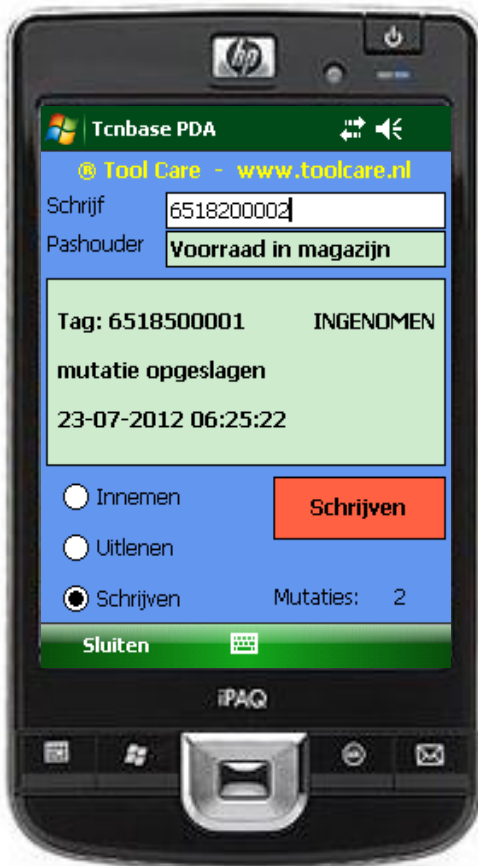 hp
Tcnbase PDA
® Tool Care - www.toolcare.nl
Schrijf 6518200002
Pashouder Voorraad in magazijn
Tag: 6518500001 INGENOMEN
mutatie opgeslagen
23-07-2012 06:25:22
Innemen
Schrijven
Uitlenen
Schrijven Mutaties: 2
Sluiten
iPAQ